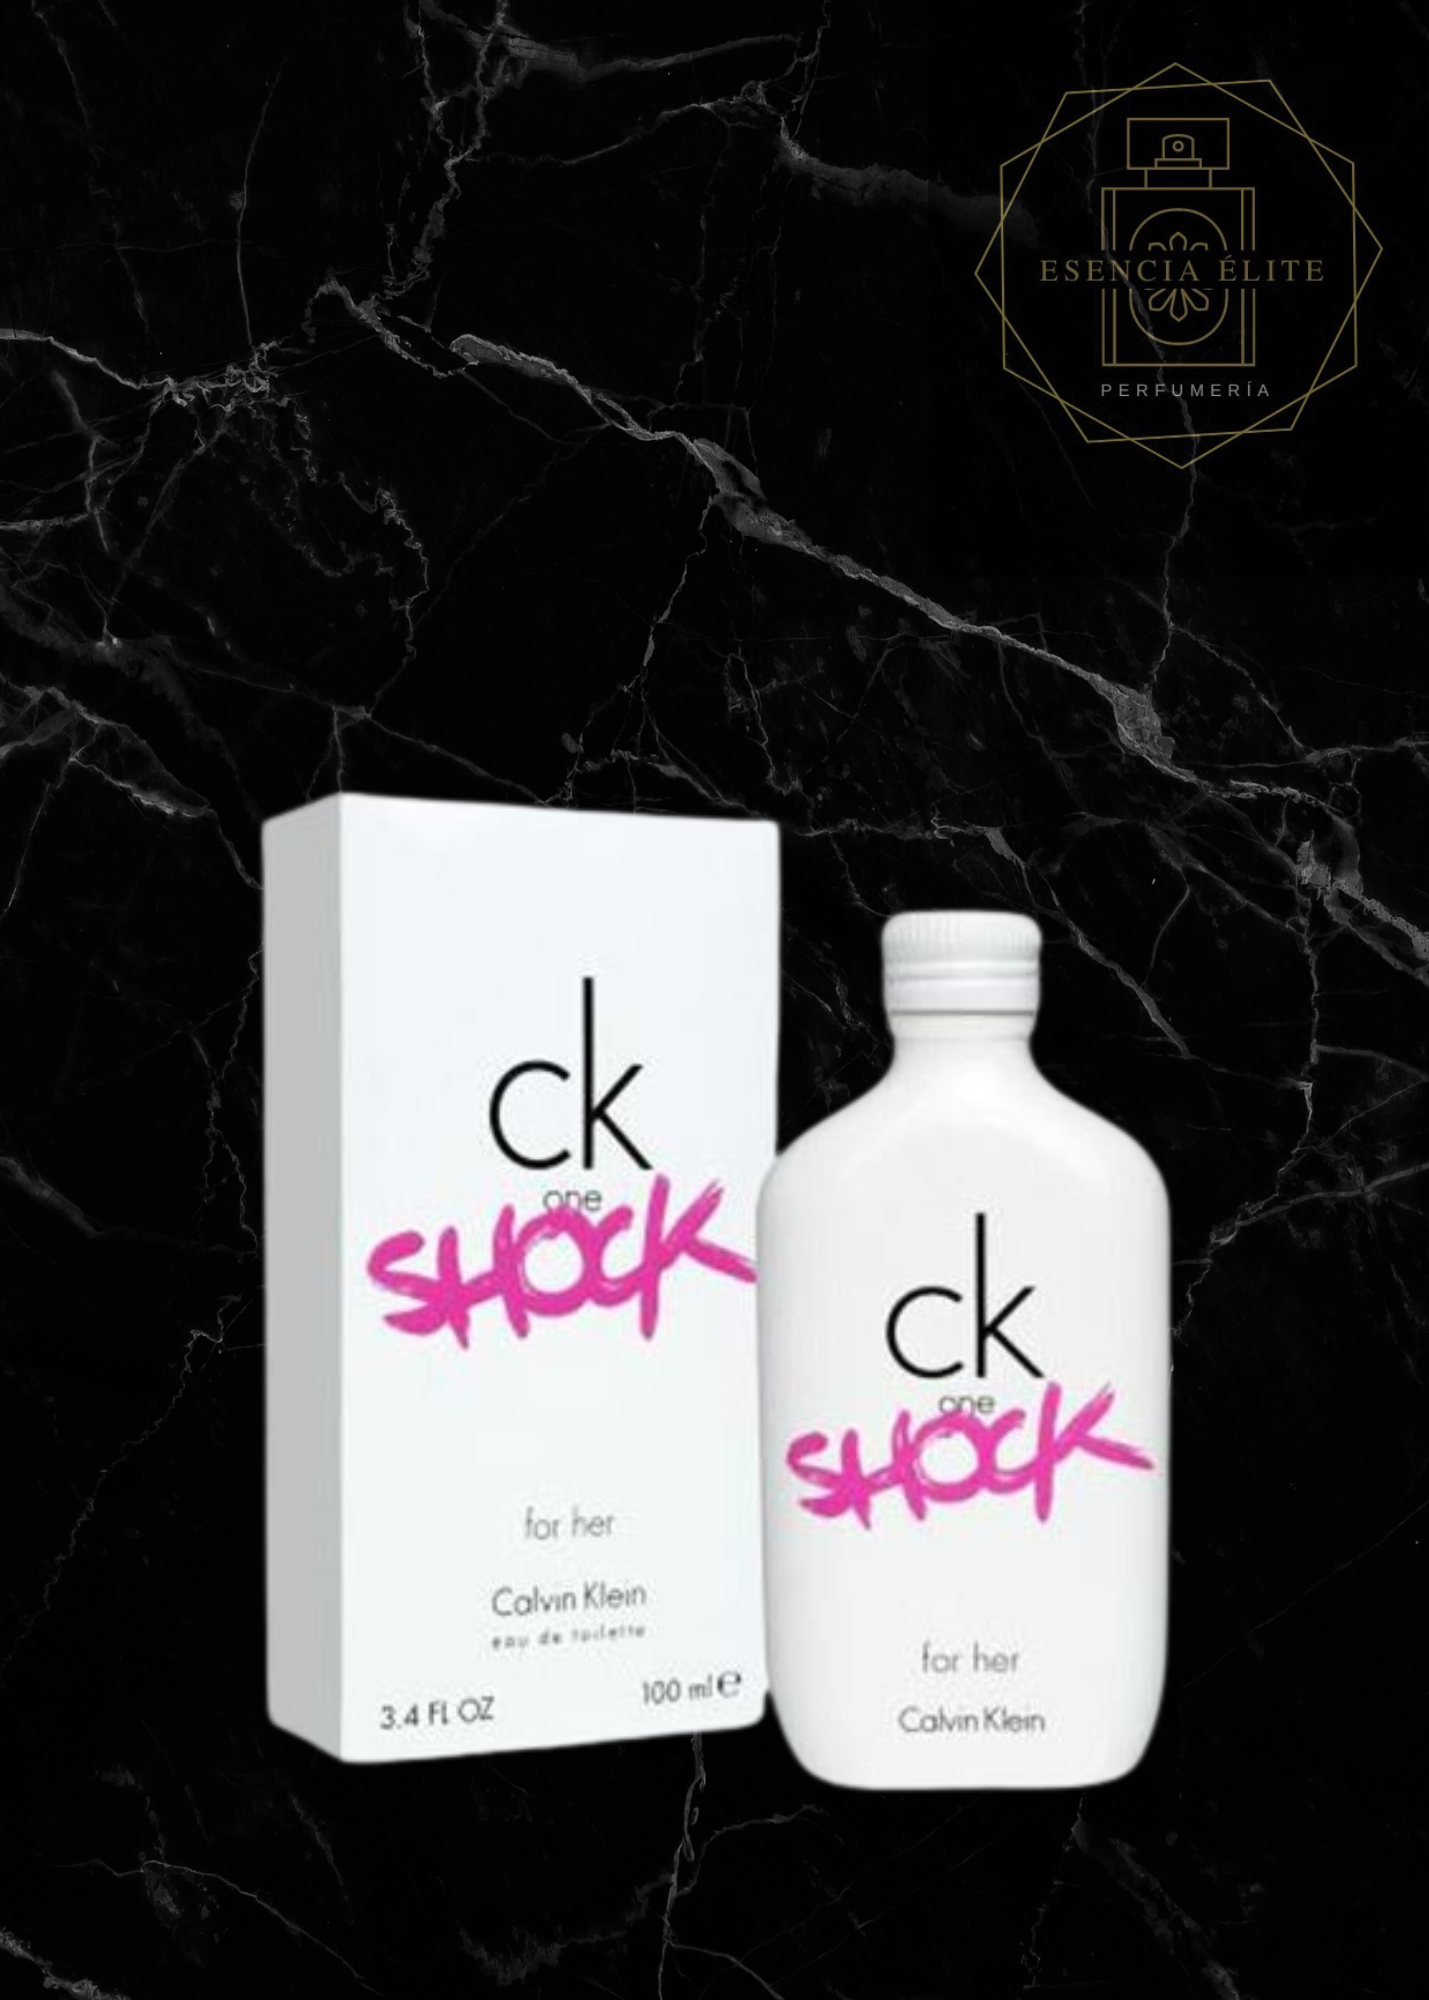 ESENCIA ÉLITE
PERFUMERÍA
ck
one
SHOCK
for her
Calvin Klein
eau de toilette
3.4 FL OZ
100 ml e
ck
one
SHOCK
for her
Calvin Klein